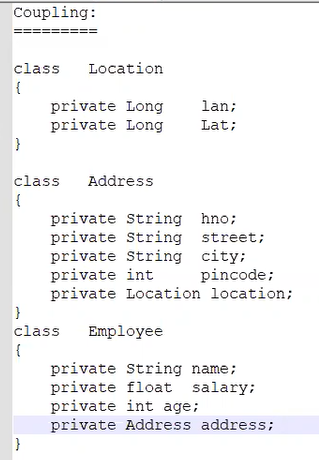 Coupling:
=========
class   Location
{
    private Long    lan;
    private Long    Lat;
}
class   Address
{
    private String  hno;
    private String  street;
    private String  city;
    private int     pincode;
    private Location location;
}
class   Employee
{
    private String name;
    private float  salary;
    private int age;
    private Address address;
}